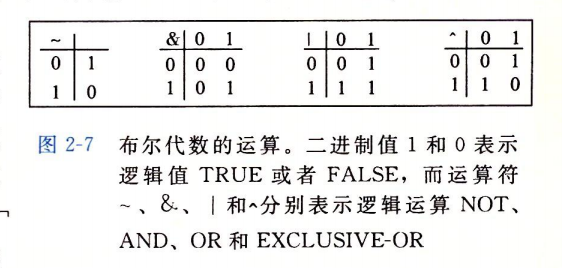 ~
0 1
1 0
& 0 1
0 0 0
1 0 1
| 0 1
0 0 1
1 1 1
^ 0 1
0 0 1
1 1 0
图 2-7 布尔代数的运算。二进制值 1 和 0 表示
逻辑值 TRUE 或者 FALSE，而运算符
~、&、| 和^分别表示逻辑运算 NOT、
AND、OR 和 EXCLUSIVE-OR